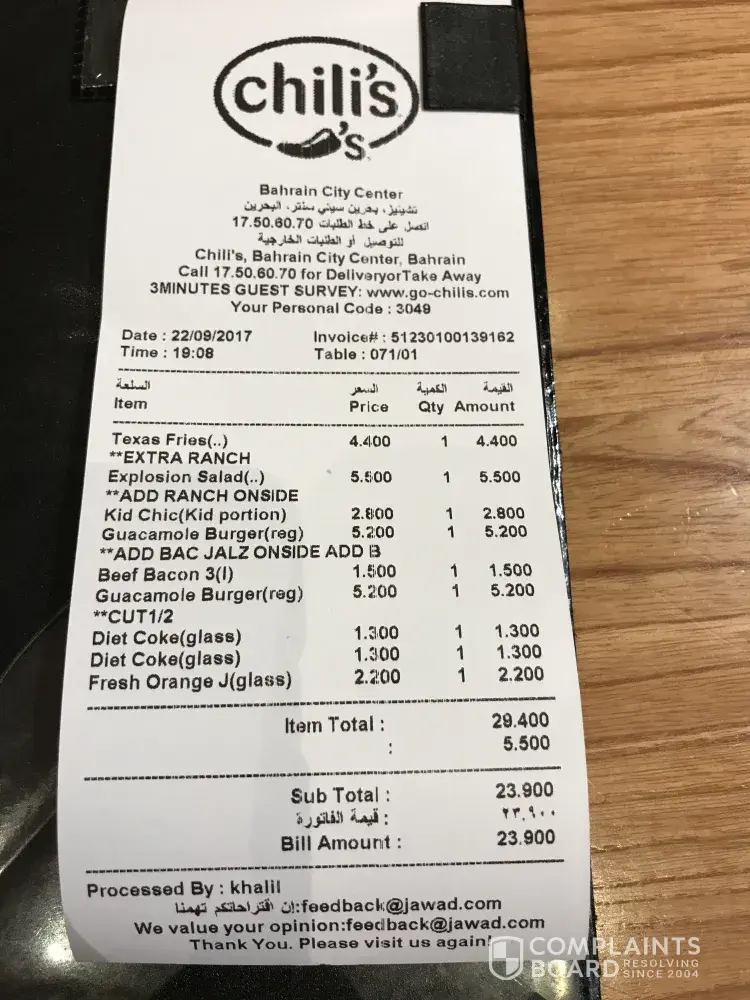 chili's
's
Bahrain City Center
تشيليز، بحرين سيتي سنتر، البحرين
اتصل على خط الطلبات 17.50.60.70
للتوصيل أو الطلبات الخارجية
Chili's, Bahrain City Center, Bahrain
Call 17.50.60.70 for DeliveryorTake Away
3MINUTES GUEST SURVEY: www.go-chilis.com
Your Personal Code : 3049
Date : 22/09/2017 Invoice# : 51230100139162
Time : 19:08 Table : 071/01
السلعة السعر الكمية القيمة
Item Price Qty Amount
Texas Fries(..) 4.400 1 4.400
**EXTRA RANCH
Explosion Salad(..) 5.500 1 5.500
**ADD RANCH ONSIDE
Kid Chic(Kid portion) 2.800 1 2.800
Guacamole Burger(reg) 5.200 1 5.200
**ADD BAC JALZ ONSIDE ADD B
Beef Bacon 3(I) 1.500 1 1.500
Guacamole Burger(reg) 5.200 1 5.200
**CUT1/2
Diet Coke(glass) 1.300 1 1.300
Diet Coke(glass) 1.300 1 1.300
Fresh Orange J(glass) 2.200 1 2.200
Item Total : 29.400
: 5.500
Sub Total : 23.900
قيمة الفاتورة : ٢٣.٩٠٠
Bill Amount : 23.900
Processed By : khalil
إن اقتراحاتكم تهمنا:feedback@jawad.com
We value your opinion:feedback@jawad.com
Thank You. Please visit us again!
COMPLAINTS
BOARD RESOLVING SINCE 2004